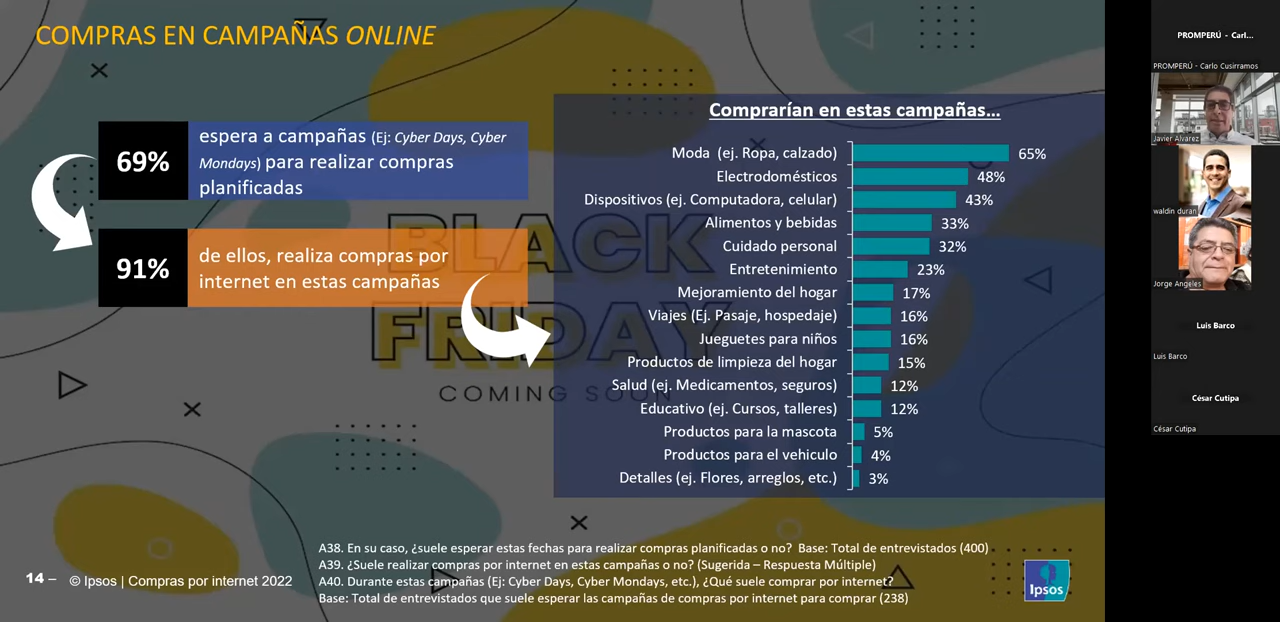 COMPRAS EN CAMPAÑAS ONLINE
69%
espera a campañas (Ej: Cyber Days, Cyber
Mondays) para realizar compras
planificadas
91%
de ellos, realiza compras por
internet en estas campañas
BLACK
FRIDAY
COMING SOON
Comprarían en estas campañas...
Moda (ej. Ropa, calzado) 65%
Electrodomésticos 48%
Dispositivos (ej. Computadora, celular) 43%
Alimentos y bebidas 33%
Cuidado personal 32%
Entretenimiento 23%
Mejoramiento del hogar 17%
Viajes (Ej. Pasaje, hospedaje) 16%
Jueguetes para niños 16%
Productos de limpieza del hogar 15%
Salud (ej. Medicamentos, seguros) 12%
Educativo (ej. Cursos, talleres) 12%
Productos para la mascota 5%
Productos para el vehiculo 4%
Detalles (ej. Flores, arreglos, etc.) 3%
A38. En su caso, ¿suele esperar estas fechas para realizar compras planificadas o no? Base: Total de entrevistados (400)
A39. ¿Suele realizar compras por internet en estas campañas o no? (Sugerida – Respuesta Múltiple)
A40. Durante estas campañas (Ej: Cyber Days, Cyber Mondays, etc.), ¿Qué suele comprar por internet?
Base: Total de entrevistados que suele esperar las campañas de compras por internet para comprar (238)
14 – © Ipsos | Compras por internet 2022
Ipsos
PROMPERÚ - Carl...
PROMPERÚ - Carlo Cusirramos
Javier Alvarez
waldin duran
Jorge Angeles
Luis Barco
Luis Barco
César Cutipa
César Cutipa